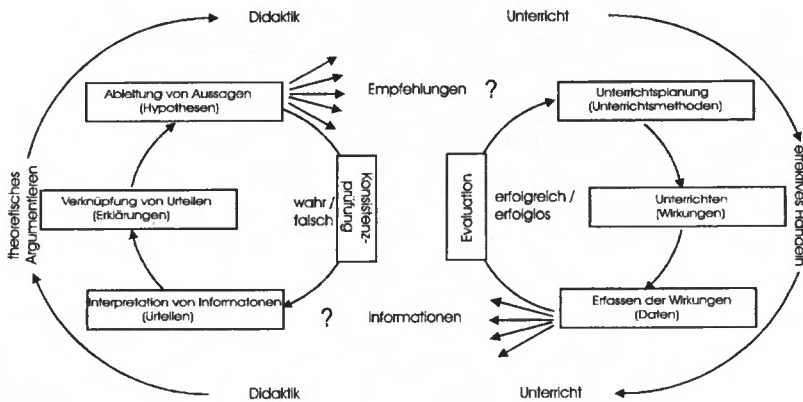 Didaktik
Unterricht
Ableitung von Aussagen
(Hypothesen)
Empfehlungen ?
Unterrichtsplanung
(Unterrichtsmethoden)
theoretisches
Argumentieren
Verknüpfung von Urteilen
(Erklärungen)
wahr /
falsch
Konsistenz-
prüfung
Evaluation
erfolgreich /
erfolglos
Unterrichten
(Wirkungen)
effektives Handeln
Interpretation von Informationen
(Urteilen)
? Informationen
Erfassen der Wirkungen
(Daten)
Didaktik
Unterricht